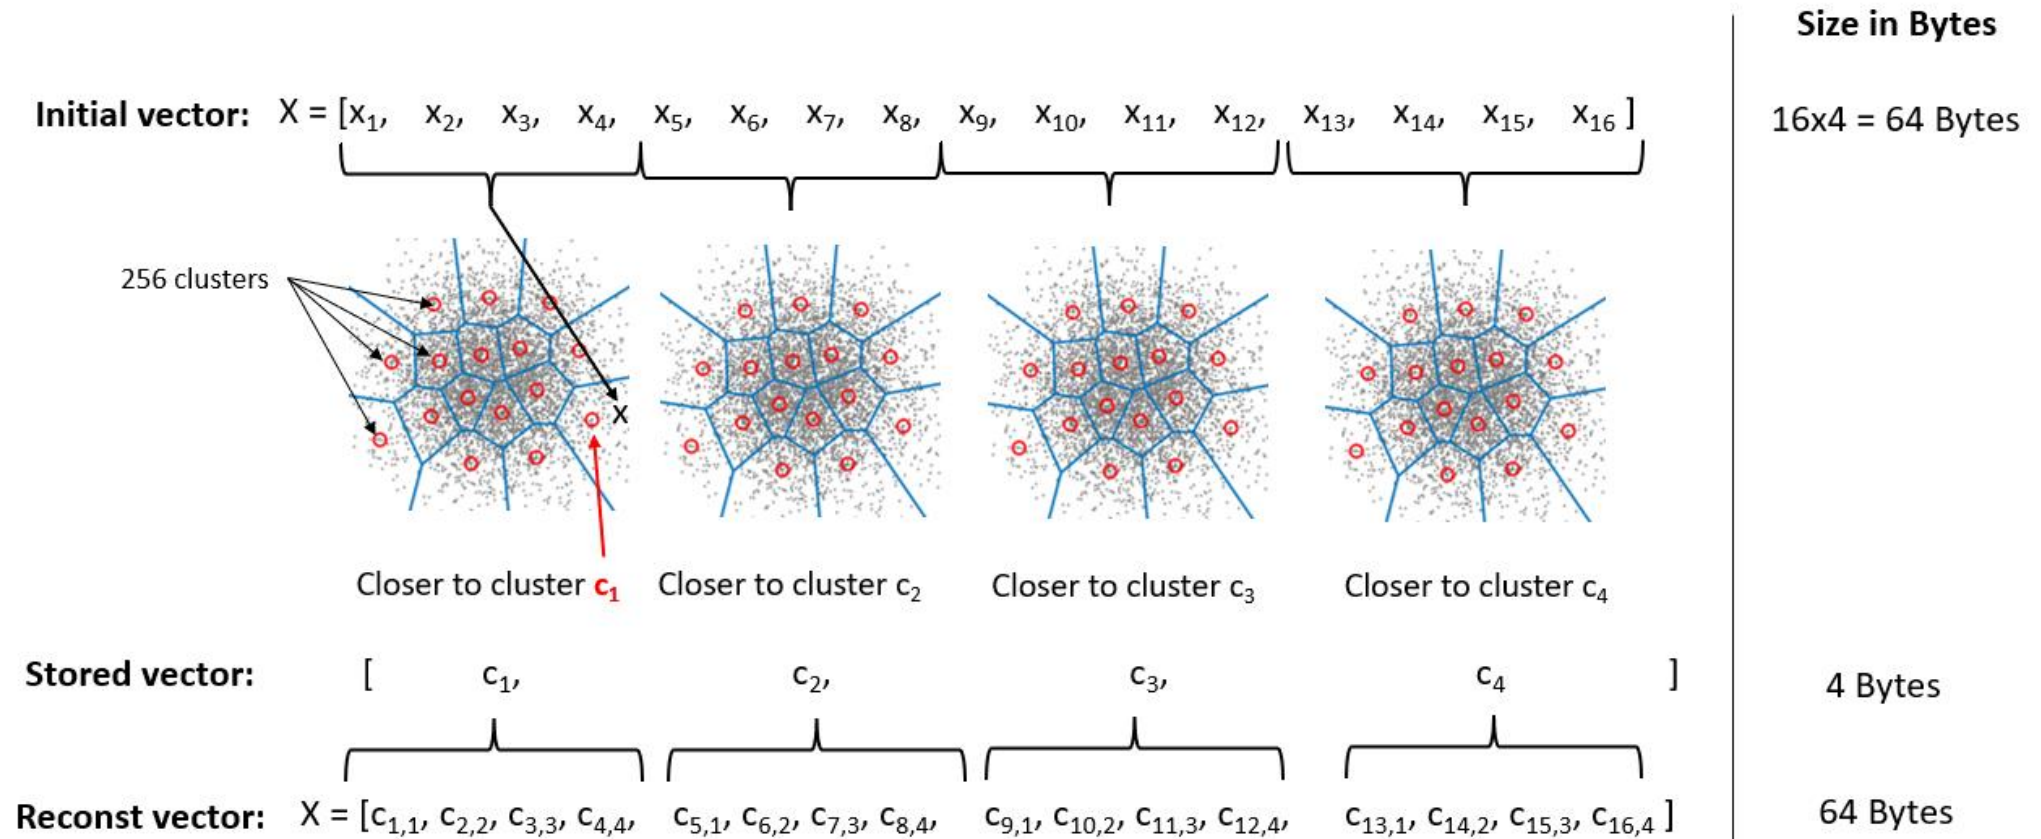 Size in Bytes
Initial vector: X = [x₁, x₂, x₃, x₄, x₅, x₆, x₇, x₈, x₉, x₁₀, x₁₁, x₁₂, x₁₃, x₁₄, x₁₅, x₁₆ ] 16x4 = 64 Bytes
256 clusters
X
Closer to cluster c₁ Closer to cluster c₂ Closer to cluster c₃ Closer to cluster c₄
Stored vector: [ c₁, c₂, c₃, c₄ ] 4 Bytes
Reconst vector: X = [c₁,₁, c₂,₂, c₃,₃, c₄,₄, c₅,₁, c₆,₂, c₇,₃, c₈,₄, c₉,₁, c₁₀,₂, c₁₁,₃, c₁₂,₄, c₁₃,₁, c₁₄,₂, c₁₅,₃, c₁₆,₄ ] 64 Bytes